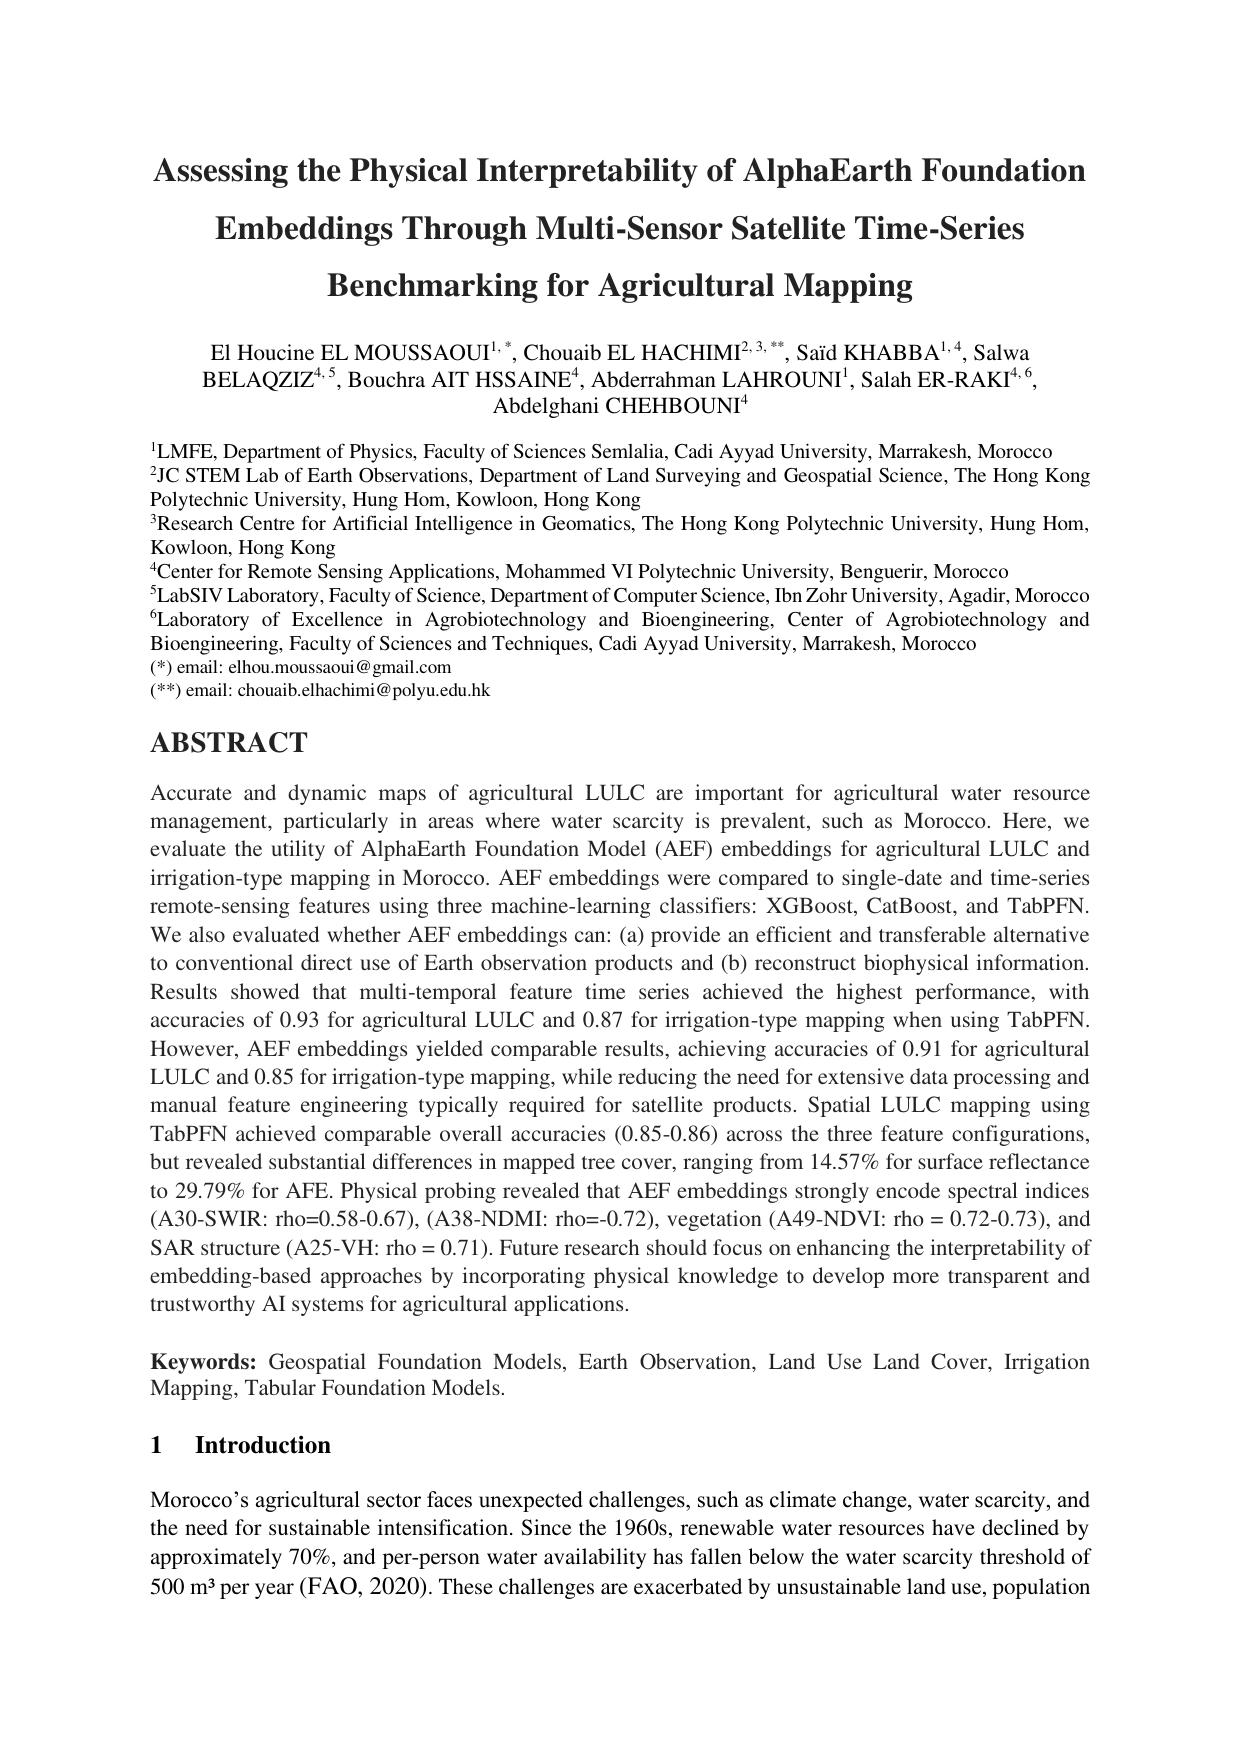 Assessing the Physical Interpretability of AlphaEarth Foundation
Embeddings Through Multi-Sensor Satellite Time-Series
Benchmarking for Agricultural Mapping
El Houcine EL MOUSSAOUI1, *, Chouaib EL HACHIMI2, 3, **, Saïd KHABBA1, 4, Salwa
BELAQZIZ4, 5, Bouchra AIT HSSAINE4, Abderrahman LAHROUNI1, Salah ER-RAKI4, 6,
Abdelghani CHEHBOUNI4
1LMFE, Department of Physics, Faculty of Sciences Semlalia, Cadi Ayyad University, Marrakesh, Morocco
2JC STEM Lab of Earth Observations, Department of Land Surveying and Geospatial Science, The Hong Kong
Polytechnic University, Hung Hom, Kowloon, Hong Kong
3Research Centre for Artificial Intelligence in Geomatics, The Hong Kong Polytechnic University, Hung Hom,
Kowloon, Hong Kong
4Center for Remote Sensing Applications, Mohammed VI Polytechnic University, Benguerir, Morocco
5LabSIV Laboratory, Faculty of Science, Department of Computer Science, Ibn Zohr University, Agadir, Morocco
6Laboratory of Excellence in Agrobiotechnology and Bioengineering, Center of Agrobiotechnology and
Bioengineering, Faculty of Sciences and Techniques, Cadi Ayyad University, Marrakesh, Morocco
(*) email: elhou.moussaoui@gmail.com
(**) email: chouaib.elhachimi@polyu.edu.hk
ABSTRACT
Accurate and dynamic maps of agricultural LULC are important for agricultural water resource
management, particularly in areas where water scarcity is prevalent, such as Morocco. Here, we
evaluate the utility of AlphaEarth Foundation Model (AEF) embeddings for agricultural LULC and
irrigation-type mapping in Morocco. AEF embeddings were compared to single-date and time-series
remote-sensing features using three machine-learning classifiers: XGBoost, CatBoost, and TabPFN.
We also evaluated whether AEF embeddings can: (a) provide an efficient and transferable alternative
to conventional direct use of Earth observation products and (b) reconstruct biophysical information.
Results showed that multi-temporal feature time series achieved the highest performance, with
accuracies of 0.93 for agricultural LULC and 0.87 for irrigation-type mapping when using TabPFN.
However, AEF embeddings yielded comparable results, achieving accuracies of 0.91 for agricultural
LULC and 0.85 for irrigation-type mapping, while reducing the need for extensive data processing and
manual feature engineering typically required for satellite products. Spatial LULC mapping using
TabPFN achieved comparable overall accuracies (0.85-0.86) across the three feature configurations,
but revealed substantial differences in mapped tree cover, ranging from 14.57% for surface reflectance
to 29.79% for AFE. Physical probing revealed that AEF embeddings strongly encode spectral indices
(A30-SWIR: rho=0.58-0.67), (A38-NDMI: rho=-0.72), vegetation (A49-NDVI: rho = 0.72-0.73), and
SAR structure (A25-VH: rho = 0.71). Future research should focus on enhancing the interpretability of
embedding-based approaches by incorporating physical knowledge to develop more transparent and
trustworthy AI systems for agricultural applications.
Keywords: Geospatial Foundation Models, Earth Observation, Land Use Land Cover, Irrigation
Mapping, Tabular Foundation Models.
1 Introduction
Morocco’s agricultural sector faces unexpected challenges, such as climate change, water scarcity, and
the need for sustainable intensification. Since the 1960s, renewable water resources have declined by
approximately 70%, and per-person water availability has fallen below the water scarcity threshold of
500 m³ per year (FAO, 2020). These challenges are exacerbated by unsustainable land use, population